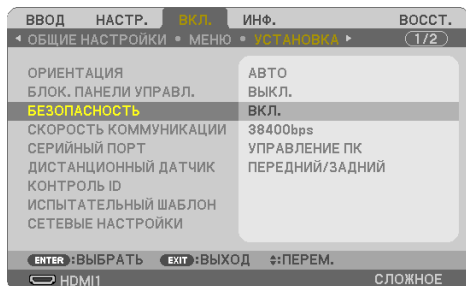 ВВОД НАСТР. ВКЛ. ИНФ. ВОССТ.
ОБЩИЕ НАСТРОЙКИ • МЕНЮ • УСТАНОВКА 1/2
ОРИЕНТАЦИЯ АВТО
БЛОК. ПАНЕЛИ УПРАВЛ. ВЫКЛ.
БЕЗОПАСНОСТЬ ВКЛ.
СКОРОСТЬ КОММУНИКАЦИИ 38400bps
СЕРИЙНЫЙ ПОРТ УПРАВЛЕНИЕ ПК
ДИСТАНЦИОННЫЙ ДАТЧИК ПЕРЕДНИЙ/ЗАДНИЙ
КОНТРОЛЬ ID
ИСПЫТАТЕЛЬНЫЙ ШАБЛОН
СЕТЕВЫЕ НАСТРОЙКИ
ENTER :ВЫБРАТЬ EXIT :ВЫХОД :ПЕРЕМ.
HDMI1 СЛОЖНОЕ